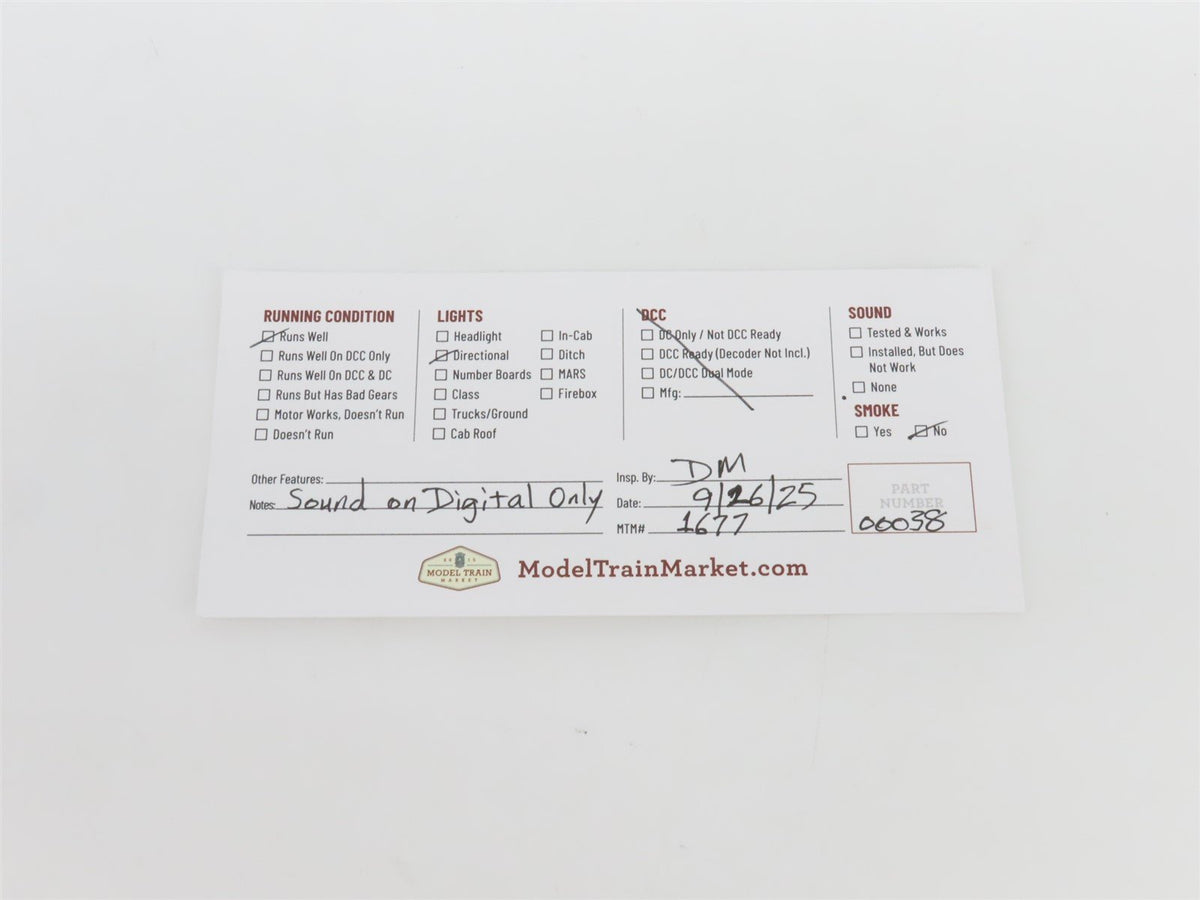 RUNNING CONDITION
Runs Well
Runs Well On DCC Only
Runs Well On DCC & DC
Runs But Has Bad Gears
Motor Works, Doesn't Run
Doesn't Run
LIGHTS
Headlight
Directional
Number Boards
Class
Trucks/Ground
Cab Roof
In-Cab
Ditch
MARS
Firebox
DCC
DC Only / Not DCC Ready
DCC Ready (Decoder Not Incl.)
DC/DCC Dual Mode
Mfg:
SOUND
Tested & Works
Installed, But Does
Not Work
None
SMOKE
Yes No
Other Features:
Notes: Sound on Digital Only
Insp. By: DM
Date: 9/26/25
MTM# 1677
PART
NUMBER
00038
MODEL TRAIN
MARKET
ModelTrainMarket.com